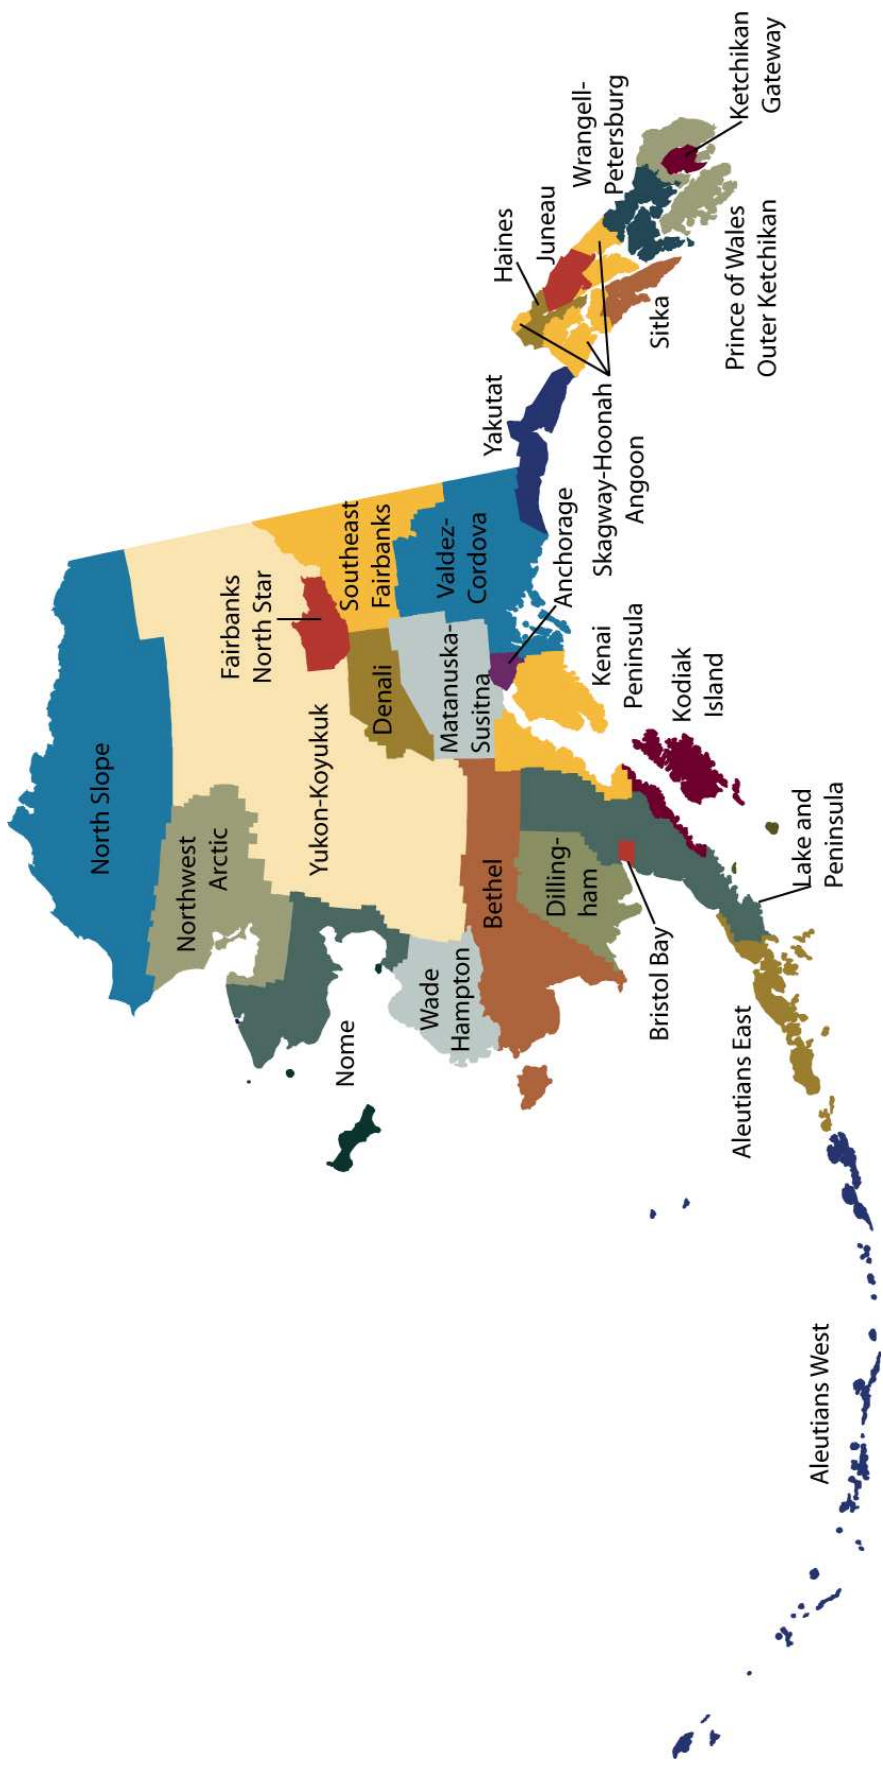 North Slope
Northwest
Arctic
Nome
Yukon-Koyukuk
Fairbanks
North Star
Southeast
Fairbanks
Denali
Wade
Hampton
Matanuska-
Susitna
Valdez-
Cordova
Bethel
Dilling-
ham
Bristol Bay
Anchorage
Kenai
Peninsula
Kodiak
Island
Lake and
Peninsula
Aleutians East
Aleutians West
Yakutat
Skagway-Hoonah
Angoon
Haines
Juneau
Sitka
Wrangell-
Petersburg
Prince of Wales
Outer Ketchikan
Ketchikan
Gateway